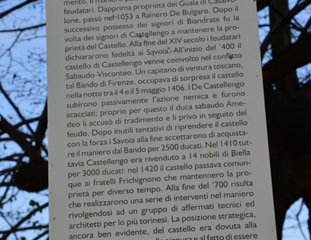 mento. Il maniero
feudatari. Dapprima proprietà dei Guala di Casalvo-
lone, passò nel 1053 a Rainero De Bulgaro. Dopo il
successivo possesso dei signori di Biandrate fu la
volta dei signori di Castellengo a mantenere la pro-
prietà del Castello. Alla fine del XIV secolo i feudatari
dichiararono fedeltà ai Savoia. All'inizio del '400 il
castello di Castellengo venne coinvolto nel conflitto
Sabaudo-Visconteo. Un capitano di ventura toscano,
tal Bando di Firenze, occupava di sorpresa il castello
nella notte tra il 4 e il 5 maggio 1406. I De Castellengo
subirono passivamente l'azione nemica e furono
scacciati; proprio per questo il duca sabaudo Ame-
deo li accusò di tradimento e li privò in seguito del
feudo. Dopo inutili tentativi di riprendere il castello
con la forza i Savoia alla fine accettarono di acquista-
re il maniero dal Bando per 2500 ducati. Nel 1410 tut-
tavia Castellengo era rivenduto a 14 nobili di Biella
per 3000 ducati: nel 1420 il castello passava comun-
que ai fratelli Frichignono che mantennero la pro-
prietà per diverso tempo. Alla fine del '700 risulta
che realizzarono una serie di interventi nel maniero
rivolgendosi ad un gruppo di affermati tecnici ed
architetti per lo più torinesi. La posizione strategica,
ancora ben evidente, del castello era dovuta alla
e al fatto di essere